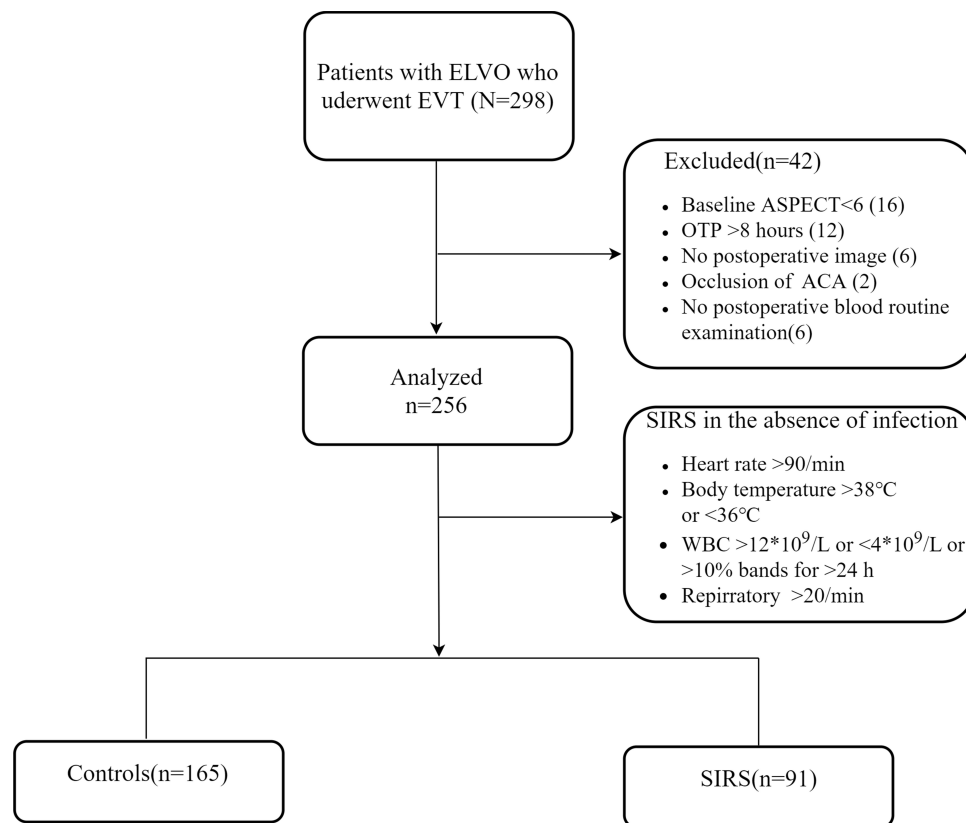 Patients with ELVO who
uderwent EVT (N=298)
Excluded(n=42)
• Baseline ASPECT<6 (16)
• OTP >8 hours (12)
• No postoperative image (6)
• Occlusion of ACA (2)
• No postoperative blood routine
examination(6)
Analyzed
n=256
SIRS in the absence of infection
• Heart rate >90/min
• Body temperature >38℃
or <36℃
• WBC >12*10⁹/L or <4*10⁹/L or
>10% bands for >24 h
• Repirratory >20/min
Controls(n=165)
SIRS(n=91)